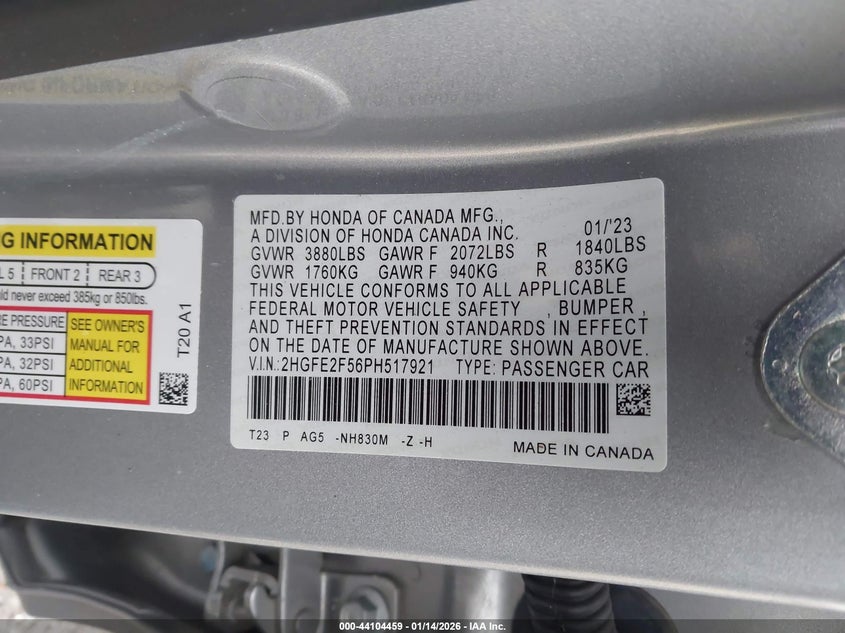 NG INFORMATION
L 5 FRONT 2 REAR 3
uld never exceed 385kg or 850lbs.
RE PRESSURE SEE OWNER'S
PA, 33PSI MANUAL FOR
PA, 32PSI ADDITIONAL
PA, 60PSI INFORMATION
T20 A1
MFD.BY HONDA OF CANADA MFG.,
A DIVISION OF HONDA CANADA INC. 01/'23
GVWR 3880LBS GAWR F 2072LBS R 1840LBS
GVWR 1760KG GAWR F 940KG R 835KG
THIS VEHICLE CONFORMS TO ALL APPLICABLE
FEDERAL MOTOR VEHICLE SAFETY , BUMPER ,
AND THEFT PREVENTION STANDARDS IN EFFECT
ON THE DATE OF MANUFACTURE SHOWN ABOVE.
V.I.N.:2HGFE2F56PH517921 TYPE: PASSENGER CAR
T23 P AG5 -NH830M -Z -H
MADE IN CANADA
000-44104459 — 01/14/2026 — IAA Inc.